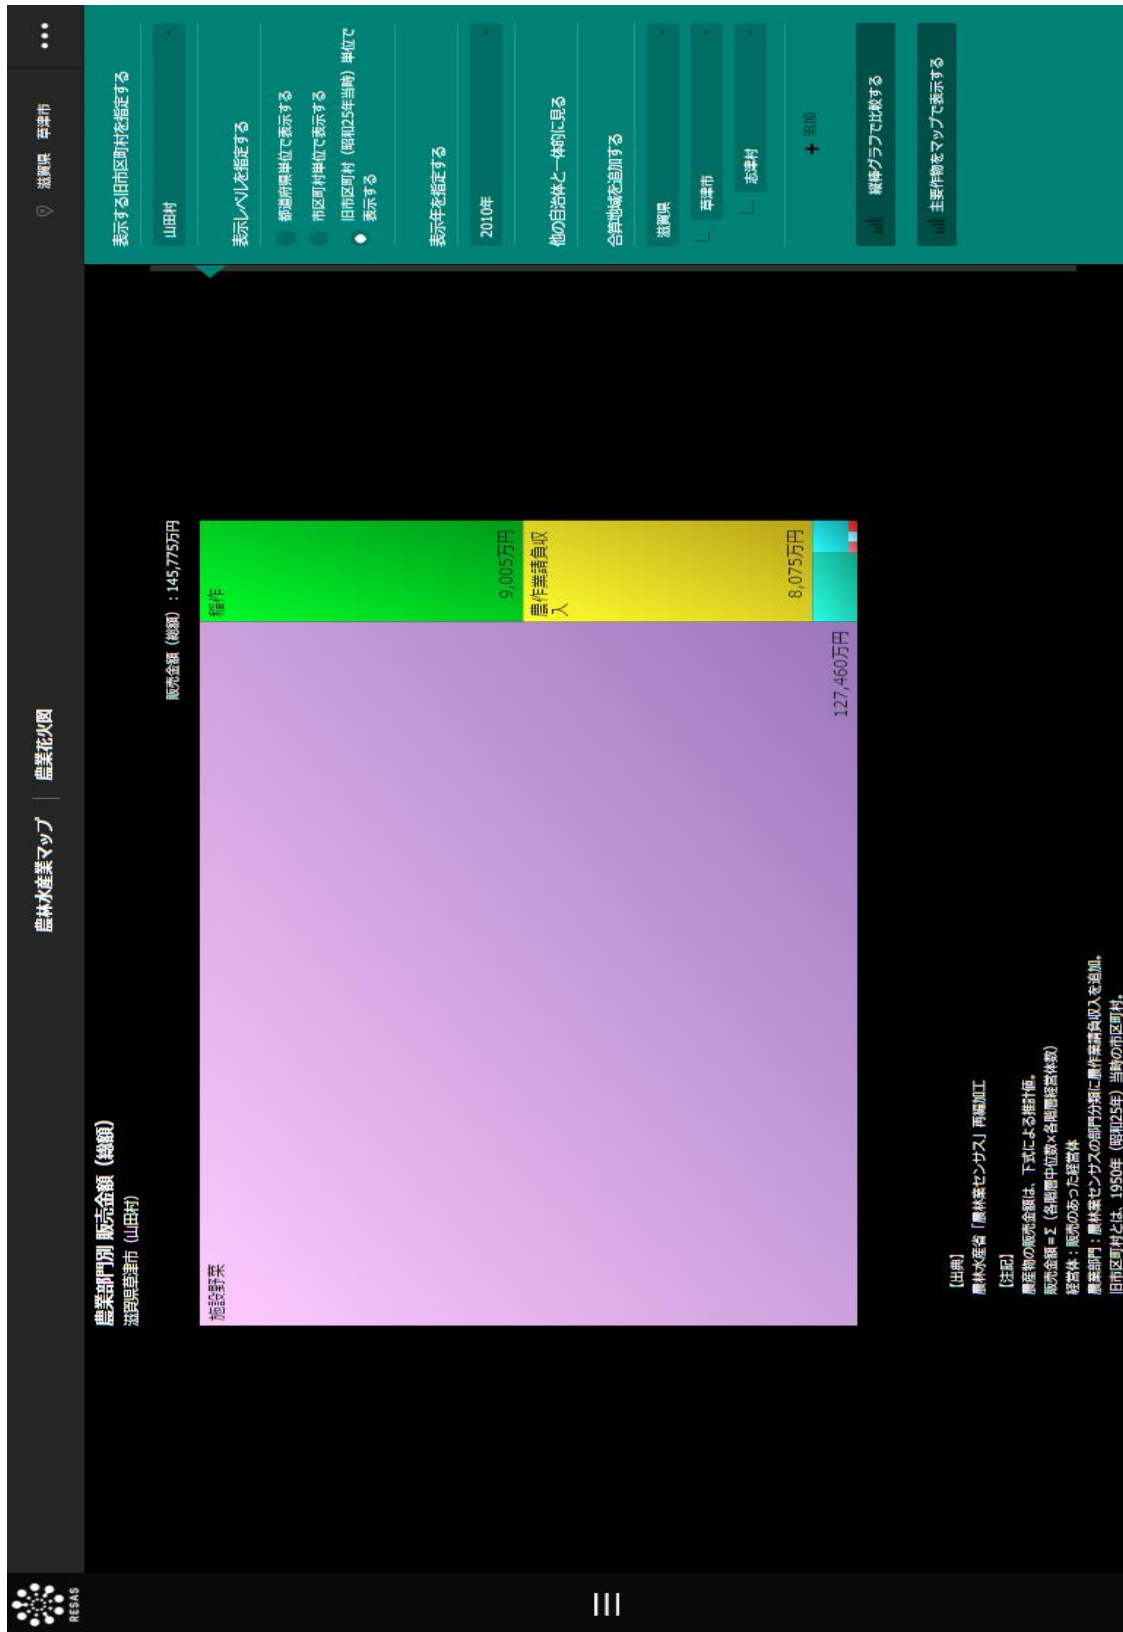 RESAS
農林水産業マップ | 農業花火図
滋賀県 草津市
農業部門別 販売金額（総額）
滋賀県草津市（山田村）
販売金額（総額）：145,775万円
施設野菜
127,460万円
稲作
9,005万円
農作業請負収
入
8,075万円
【出典】
農林水産省「農林業センサス」再編加工
【注記】
農産物の販売金額は、下式による推計値。
販売金額＝Σ（各階層中位数×各階層経営体数）
経営体：販売のあった経営体
農業部門：農林業センサスの部門分類に農作業請負収入を追加。
旧市区町村とは、1950年（昭和25年）当時の市区町村。
表示する旧市区町村を指定する
山田村
表示レベルを指定する
都道府県単位で表示する
市区町村単位で表示する
旧市区町村（昭和25年当時）単位で
表示する
表示年を指定する
2010年
他の自治体と一体的に見る
合算地域を追加する
滋賀県
草津市
志津村
+ 追加
縦棒グラフで比較する
主要作物をマップで表示する